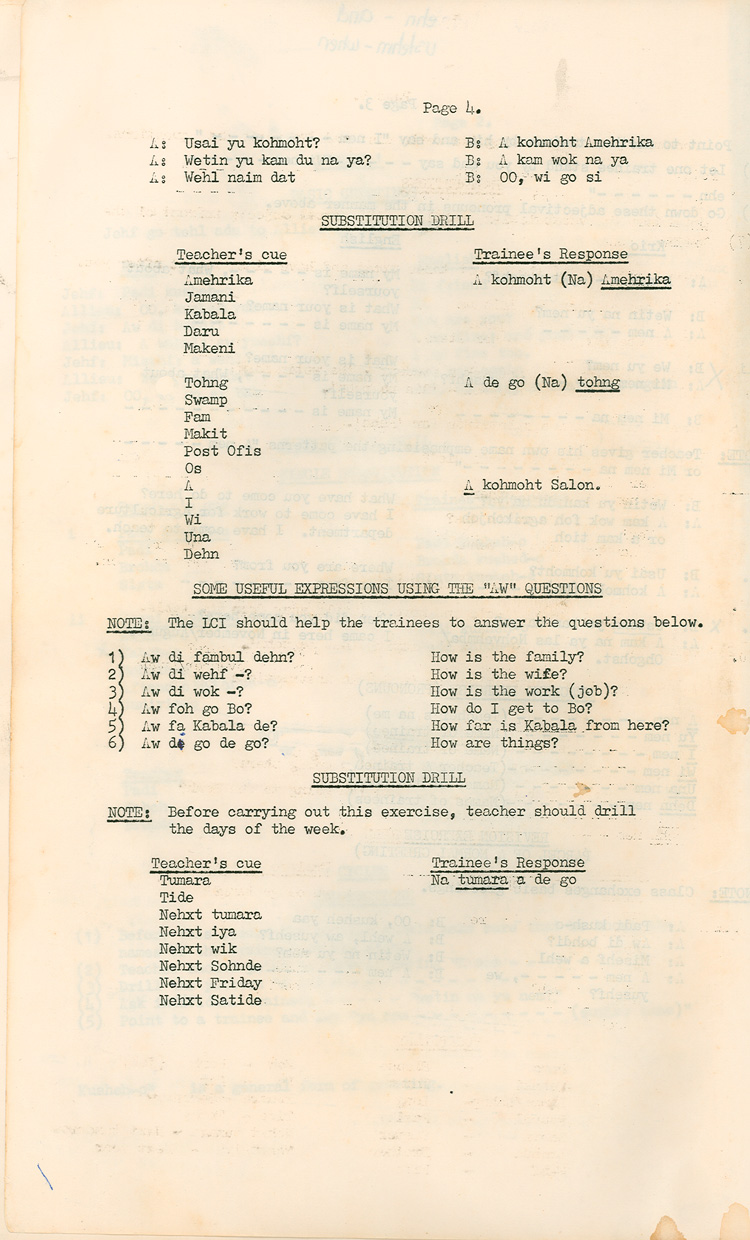 Page 4.
A: Usai yu kohmoht? B: A kohmoht Amehrika
A: Wetin yu kam du na ya? B: A kam wok na ya
A: Wehl naim dat B: OO, wi go si
SUBSTITUTION DRILL
Teacher's cue Trainee's Response
Amehrika A kohmoht (Na) Amehrika
Jamani
Kabala
Daru
Makeni
Tohng A de go (Na) tohng
Swamp
Fam
Makit
Post Ofis
Os
A A kohmoht Salon.
I
Wi
Una
Dehn
SOME USEFUL EXPRESSIONS USING THE "AW" QUESTIONS
NOTE: The LCI should help the trainees to answer the questions below.
1) Aw di fambul dehn? How is the family?
2) Aw di wehf -? How is the wife?
3) Aw di wok -? How is the work (job)?
4) Aw foh go Bo? How do I get to Bo?
5) Aw fa Kabala de? How far is Kabala from here?
6) Aw di go de go? How are things?
SUBSTITUTION DRILL
NOTE: Before carrying out this exercise, teacher should drill
the days of the week.
Teacher's cue Trainee's Response
Tumara Na tumara a de go
Tide
Nehxt tumara
Nehxt iya
Nehxt wik
Nehxt Sohnde
Nehxt Friday
Nehxt Satide